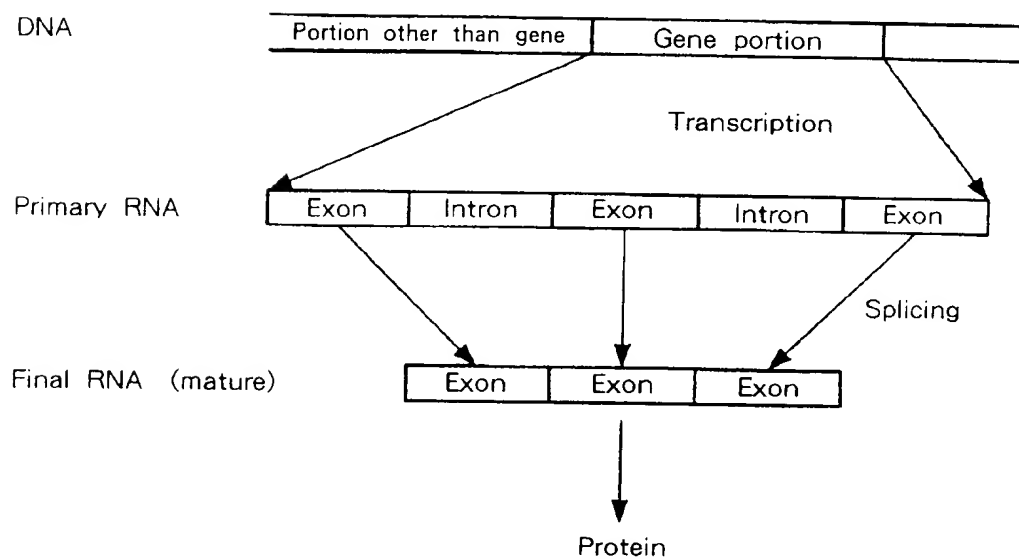 DNA
Portion other than gene
Gene portion
Transcription
Primary RNA
Exon
Intron
Exon
Intron
Exon
Splicing
Final RNA (mature)
Exon
Exon
Exon
Protein